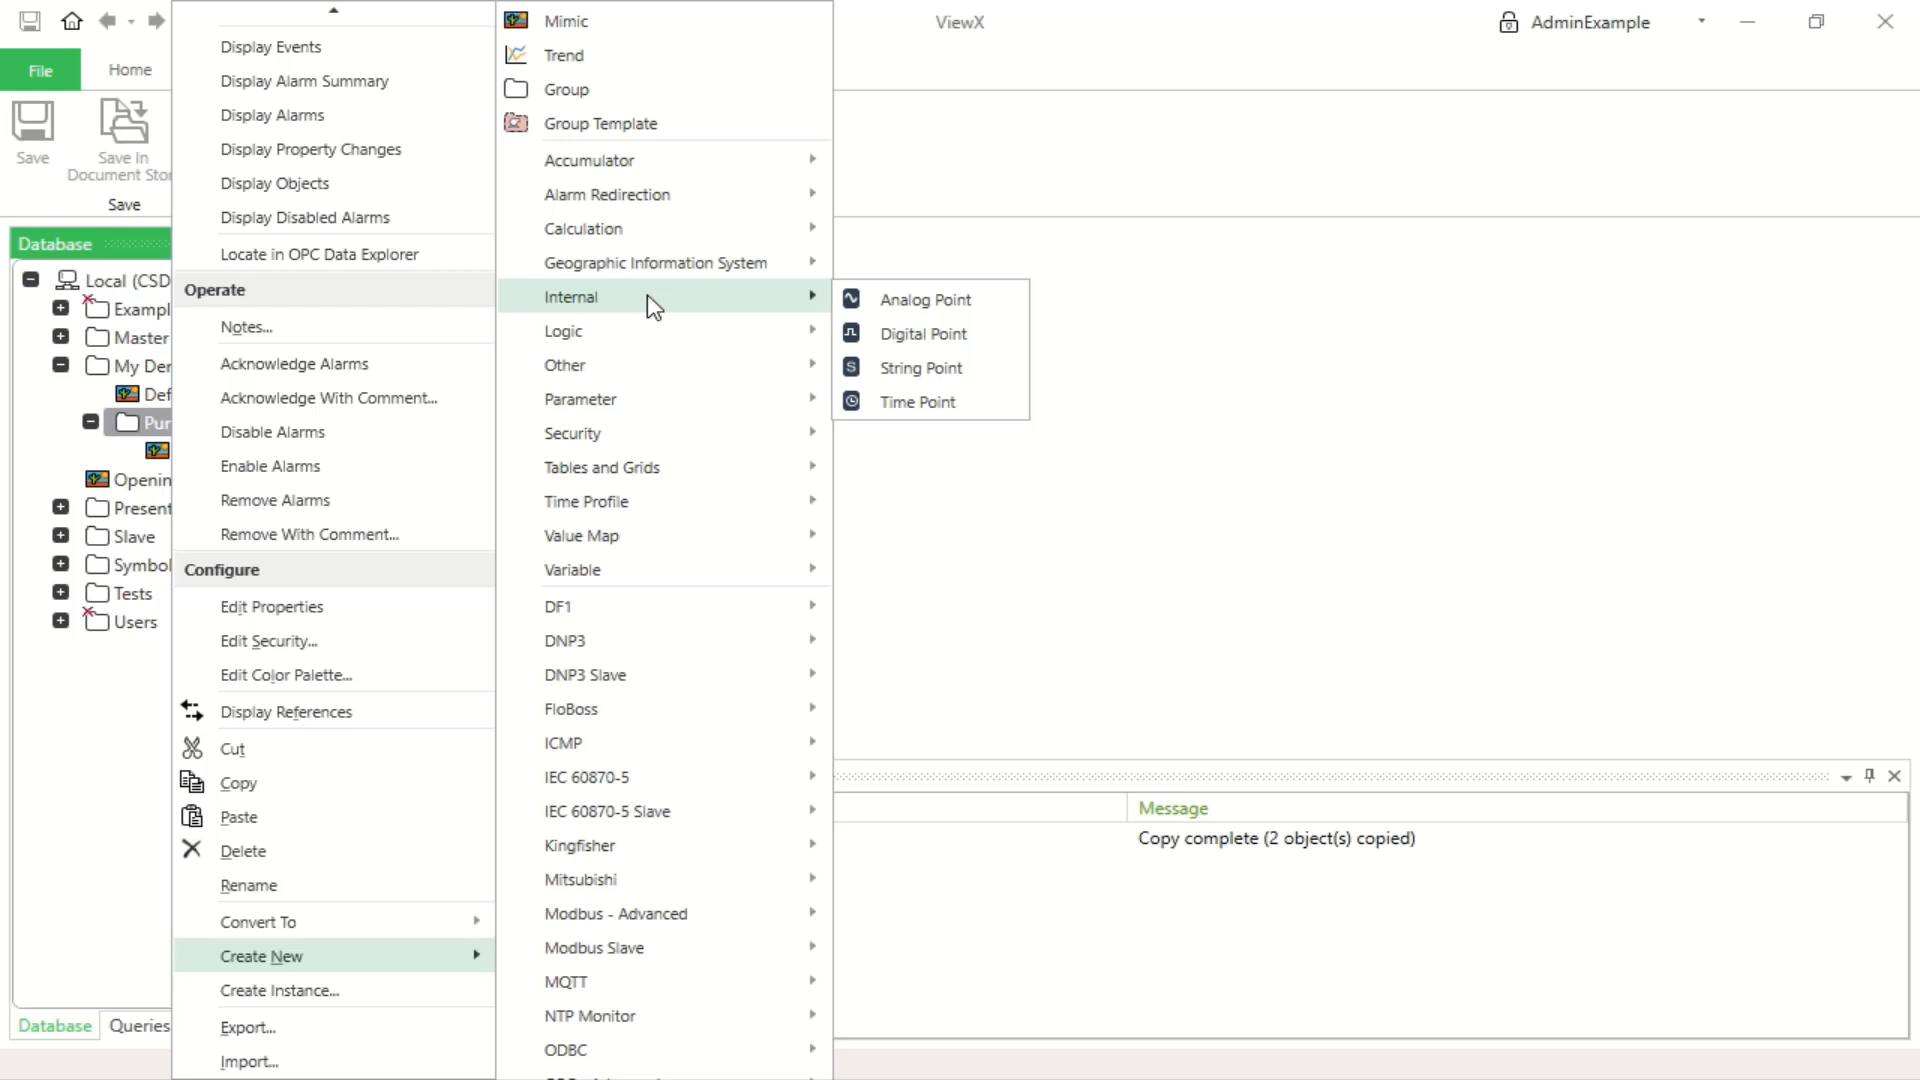 ViewX
AdminExample
File
Home
Save
Save In
Document Stor
Save
Database
Local (CSD
Exampl
Master
My Der
Def
Pur
Openin
Present
Slave
Symbol
Tests
Users
Database
Queries
Display Events
Display Alarm Summary
Display Alarms
Display Property Changes
Display Objects
Display Disabled Alarms
Locate in OPC Data Explorer
Operate
Notes...
Acknowledge Alarms
Acknowledge With Comment...
Disable Alarms
Enable Alarms
Remove Alarms
Remove With Comment...
Configure
Edit Properties
Edit Security...
Edit Color Palette...
Display References
Cut
Copy
Paste
Delete
Rename
Convert To
Create New
Create Instance...
Export...
Import...
Mimic
Trend
Group
Group Template
Accumulator
Alarm Redirection
Calculation
Geographic Information System
Internal
Logic
Other
Parameter
Security
Tables and Grids
Time Profile
Value Map
Variable
DF1
DNP3
DNP3 Slave
FloBoss
ICMP
IEC 60870-5
IEC 60870-5 Slave
Kingfisher
Mitsubishi
Modbus - Advanced
Modbus Slave
MQTT
NTP Monitor
ODBC
Analog Point
Digital Point
String Point
Time Point
Message
Copy complete (2 object(s) copied)